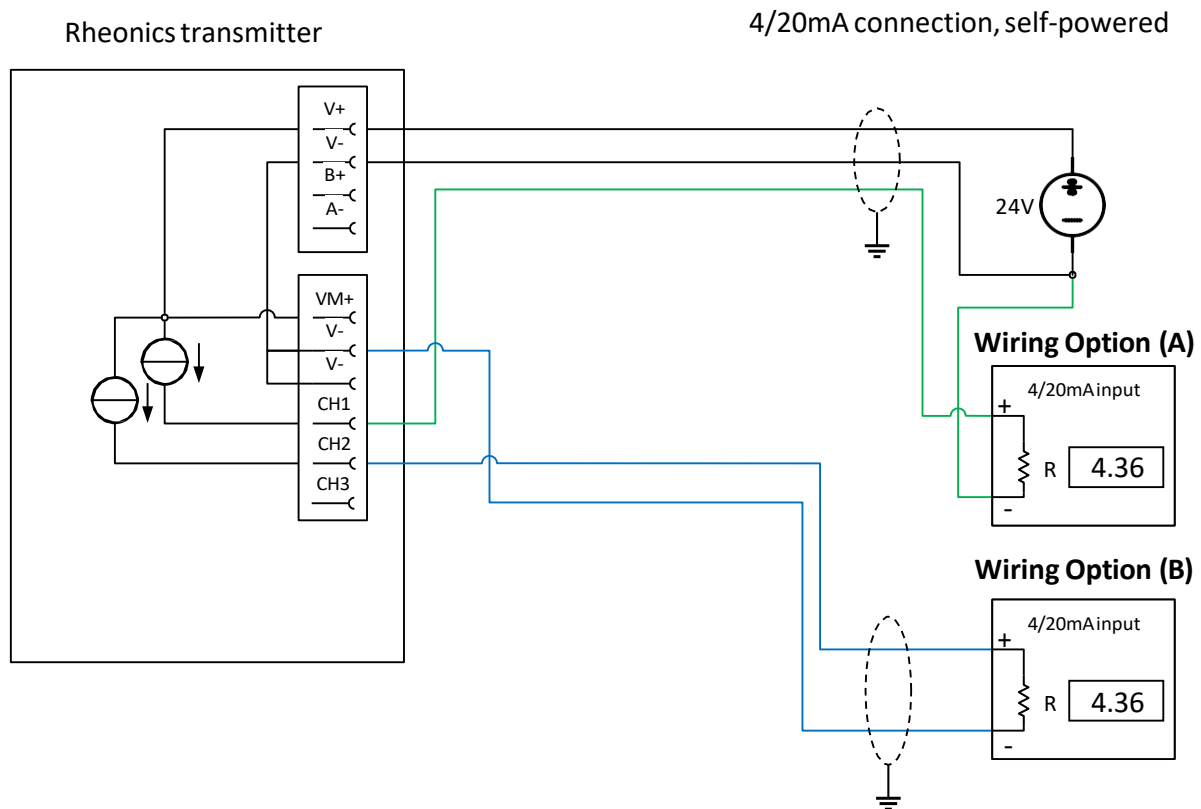 Rheonics transmitter
4/20mA connection, self-powered
V+
V-
B+
A-
VM+
V-
V-
CH1
CH2
CH3
24V
Wiring Option (A)
4/20mA input
+
R 4.36
-
Wiring Option (B)
4/20mA input
+
R 4.36
-